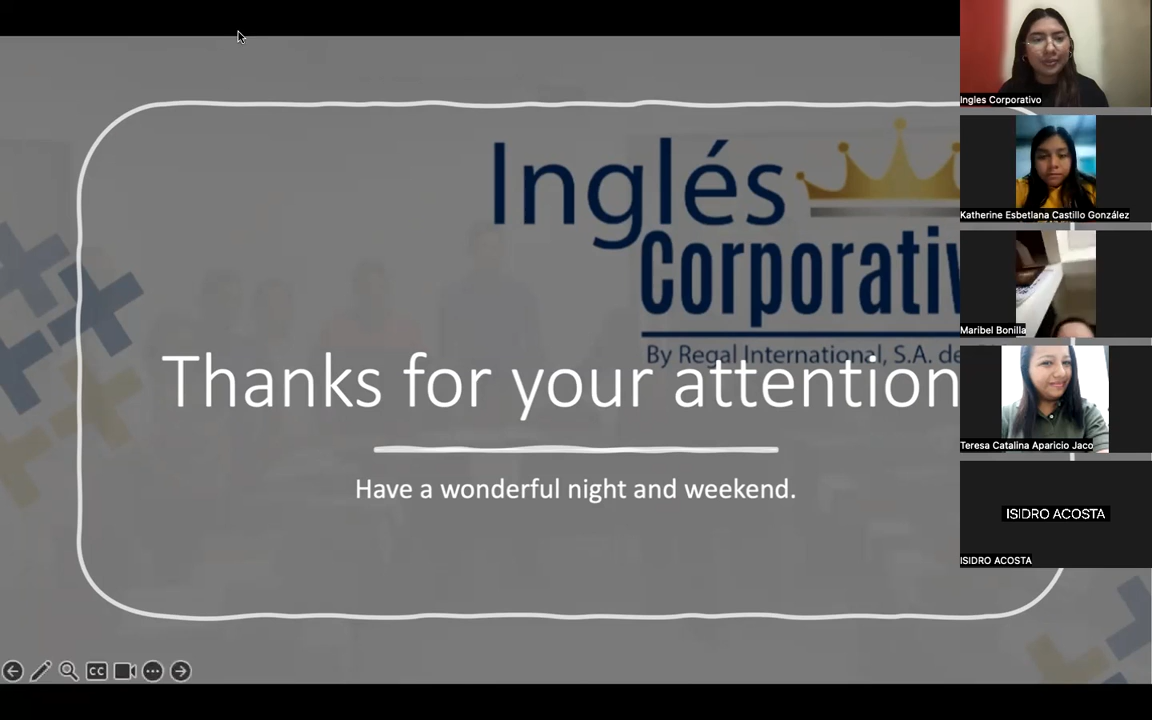 Inglés
Corporativ
By Regal International, S.A. de
Thanks for your attention
Have a wonderful night and weekend.
CC
Ingles Corporativo
Katherine Esbetlana Castillo González
Maribel Bonilla
Teresa Catalina Aparicio Jaco
ISIDRO ACOSTA
ISIDRO ACOSTA